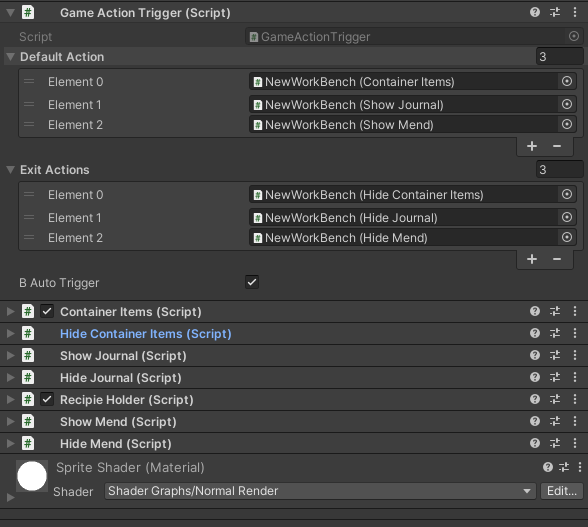 Game Action Trigger (Script)
Script GameActionTrigger
Default Action 3
Element 0 NewWorkBench (Container Items)
Element 1 NewWorkBench (Show Journal)
Element 2 NewWorkBench (Show Mend)
+ −
Exit Actions 3
Element 0 NewWorkBench (Hide Container Items)
Element 1 NewWorkBench (Hide Journal)
Element 2 NewWorkBench (Hide Mend)
+ −
B Auto Trigger
Container Items (Script)
Hide Container Items (Script)
Show Journal (Script)
Hide Journal (Script)
Recipie Holder (Script)
Show Mend (Script)
Hide Mend (Script)
Sprite Shader (Material)
Shader Shader Graphs/Normal Render Edit...